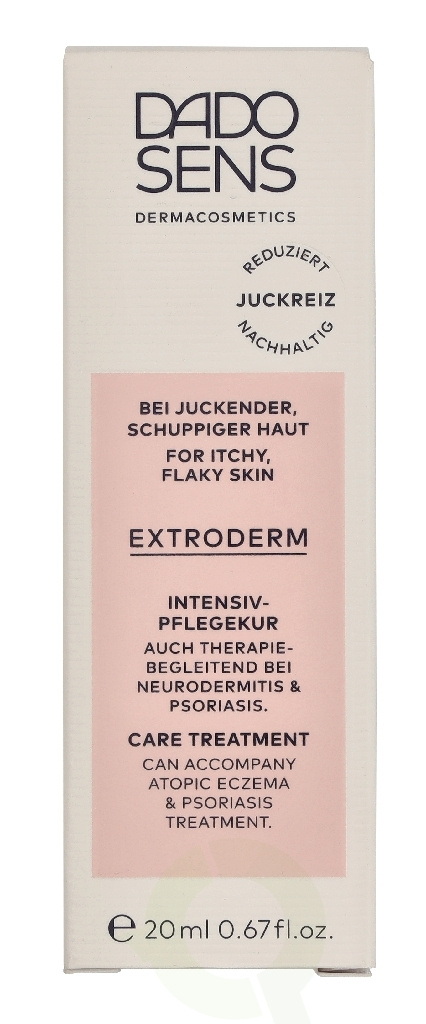 DADO
SENS
DERMACOSMETICS
REDUZIERT
JUCKREIZ
NACHHALTIG
BEI JUCKENDER,
SCHUPPIGER HAUT
FOR ITCHY,
FLAKY SKIN
EXTRODERM
INTENSIV-
PFLEGEKUR
AUCH THERAPIE-
BEGLEITEND BEI
NEURODERMITIS &
PSORIASIS.
CARE TREATMENT
CAN ACCOMPANY
ATOPIC ECZEMA
& PSORIASIS
TREATMENT.
℮ 20ml 0.67fl.oz.